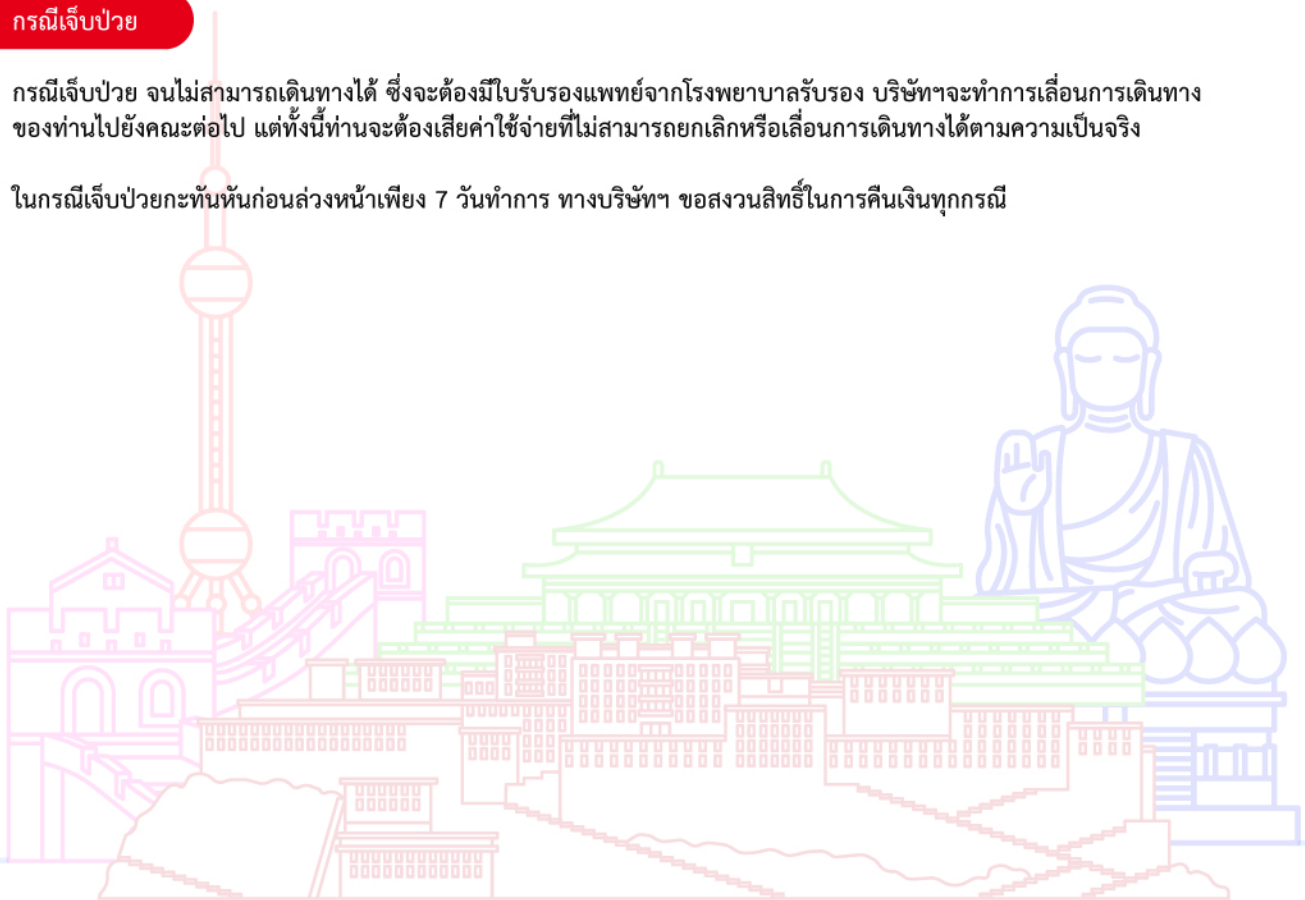 กรณีเจ็บป่วย
กรณีเจ็บป่วย จนไม่สามารถเดินทางได้ ซึ่งจะต้องมีใบรับรองแพทย์จากโรงพยาบาลรับรอง บริษัทฯจะทำการเลื่อนการเดินทาง
ของท่านไปยังคณะต่อไป แต่ทั้งนี้ท่านจะต้องเสียค่าใช้จ่ายที่ไม่สามารถยกเลิกหรือเลื่อนการเดินทางได้ตามความเป็นจริง
ในกรณีเจ็บป่วยกะทันหันก่อนล่วงหน้าเพียง 7 วันทำการ ทางบริษัทฯ ขอสงวนสิทธิ์ในการคืนเงินทุกกรณี